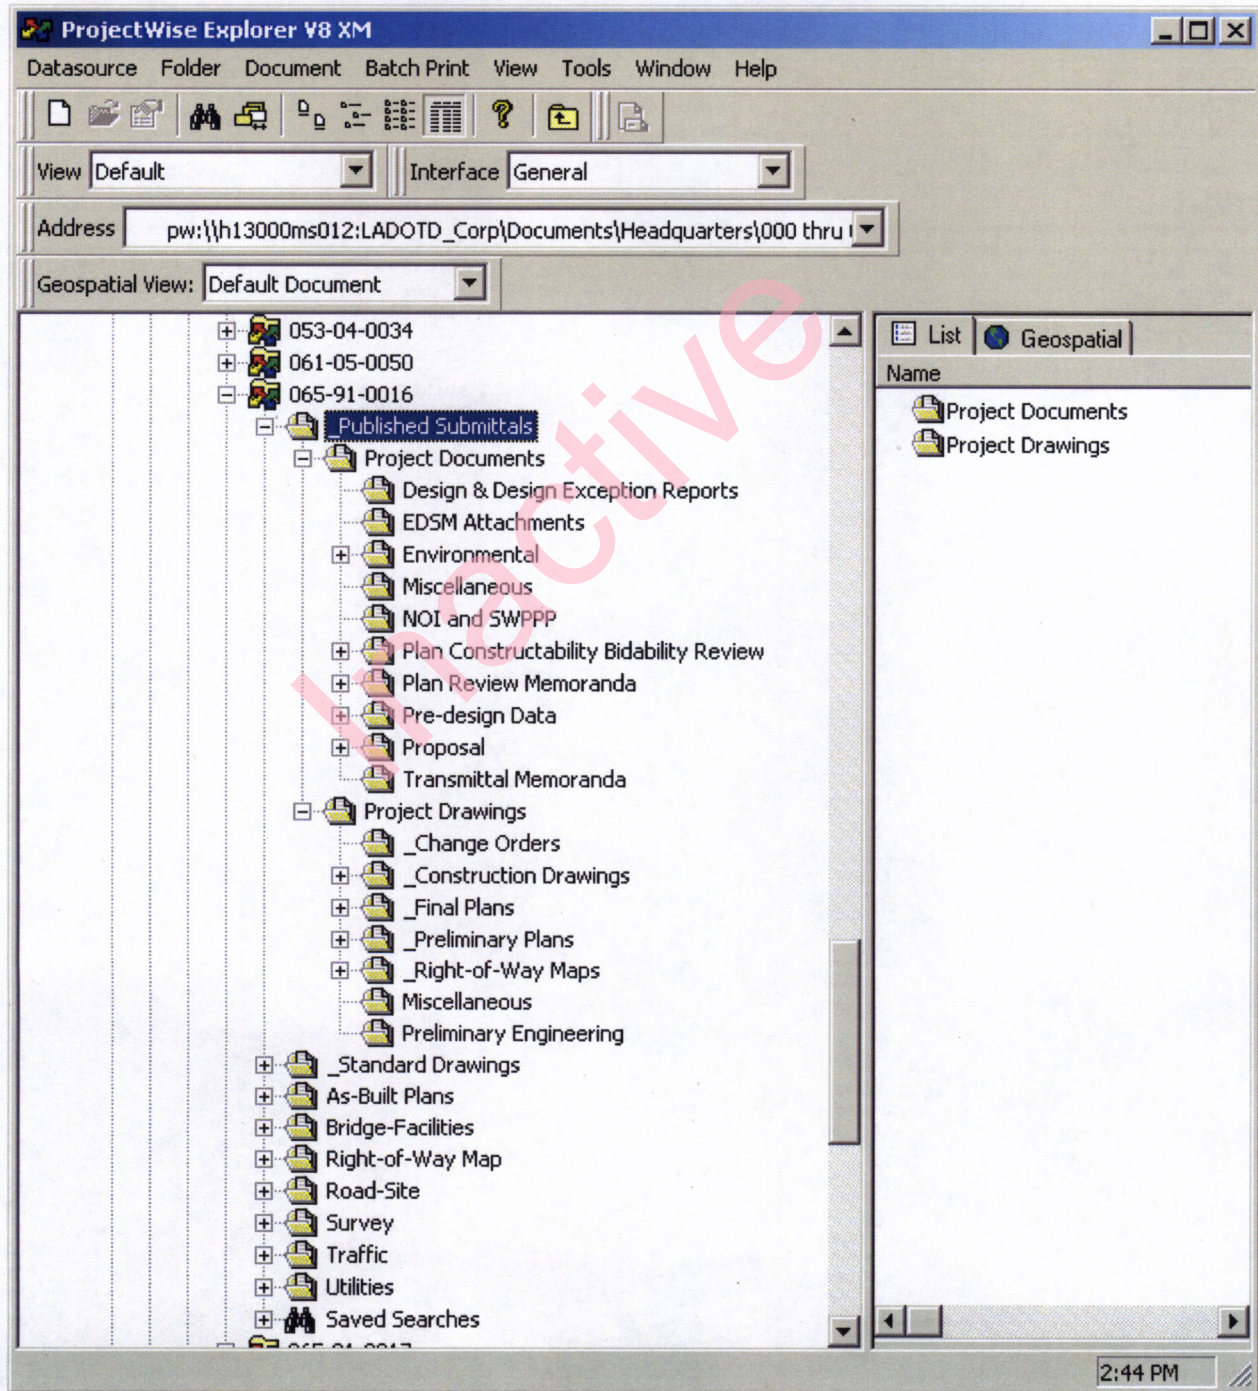 ProjectWise Explorer V8 XM
Datasource Folder Document Batch Print View Tools Window Help
View Default Interface General
Address pw:\\h13000ms012:LADOTD_Corp\Documents\Headquarters\000 thru
Geospatial View: Default Document
053-04-0034
061-05-0050
065-91-0016
_Published Submittals
Project Documents
Design & Design Exception Reports
EDSM Attachments
Environmental
Miscellaneous
NOI and SWPPP
Plan Constructability Bidability Review
Plan Review Memoranda
Pre-design Data
Proposal
Transmittal Memoranda
Project Drawings
_Change Orders
_Construction Drawings
_Final Plans
_Preliminary Plans
_Right-of-Way Maps
Miscellaneous
Preliminary Engineering
_Standard Drawings
As-Built Plans
Bridge-Facilities
Right-of-Way Map
Road-Site
Survey
Traffic
Utilities
Saved Searches
List Geospatial
Name
Project Documents
Project Drawings
2:44 PM
Inactive